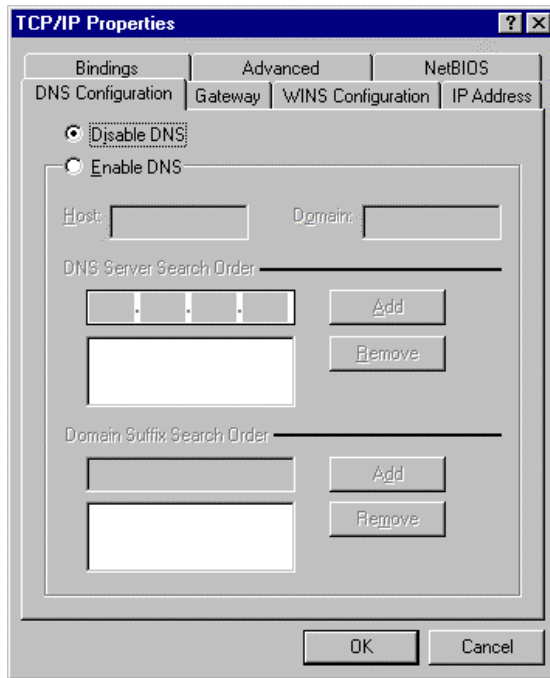 TCP/IP Properties
Bindings Advanced NetBIOS
DNS Configuration Gateway WINS Configuration IP Address
Disable DNS
Enable DNS
Host: Domain:
DNS Server Search Order
. . . Add
Remove
Domain Suffix Search Order
Add
Remove
OK Cancel